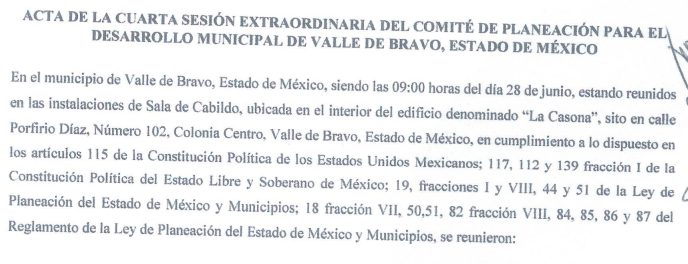 ACTA DE LA CUARTA SESIÓN EXTRAORDINARIA DEL COMITÉ DE PLANEACIÓN PARA EL
DESARROLLO MUNICIPAL DE VALLE DE BRAVO, ESTADO DE MÉXICO
En el municipio de Valle de Bravo, Estado de México, siendo las 09:00 horas del día 28 de junio, estando reunidos
en las instalaciones de Sala de Cabildo, ubicada en el interior del edificio denominado “La Casona”, sito en calle
Porfirio Díaz, Número 102, Colonia Centro, Valle de Bravo, Estado de México, en cumplimiento a lo dispuesto en
los artículos 115 de la Constitución Política de los Estados Unidos Mexicanos; 117, 112 y 139 fracción I de la
Constitución Política del Estado Libre y Soberano de México; 19, fracciones I y VIII, 44 y 51 de la Ley de
Planeación del Estado de México y Municipios; 18 fracción VII, 50,51, 82 fracción VIII, 84, 85, 86 y 87 del
Reglamento de la Ley de Planeación del Estado de México y Municipios, se reunieron: